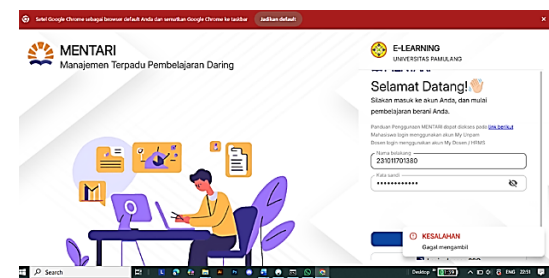 Setel Google Chrome sebagai browser default Anda dan sematkan Google Chrome ke taskbar
Jadikan default
MENTARI
Manajemen Terpadu Pembelajaran Daring
E-LEARNING
UNIVERSITAS PAMULANG
Selamat Datang!
Silakan masuk ke akun Anda, dan mulai
pembelajaran berani Anda.
Panduan Penggunaan MENTARI dapat diakses pada link berikut
Mahasiswa login menggunakan akun My Unpam
Dosen login menggunakan akun My Dosen / HRMS
Nama belakang
231011701380
Kata sandi
KESALAHAN
Gagal mengambil
Search
Desktop
ENG
22:51